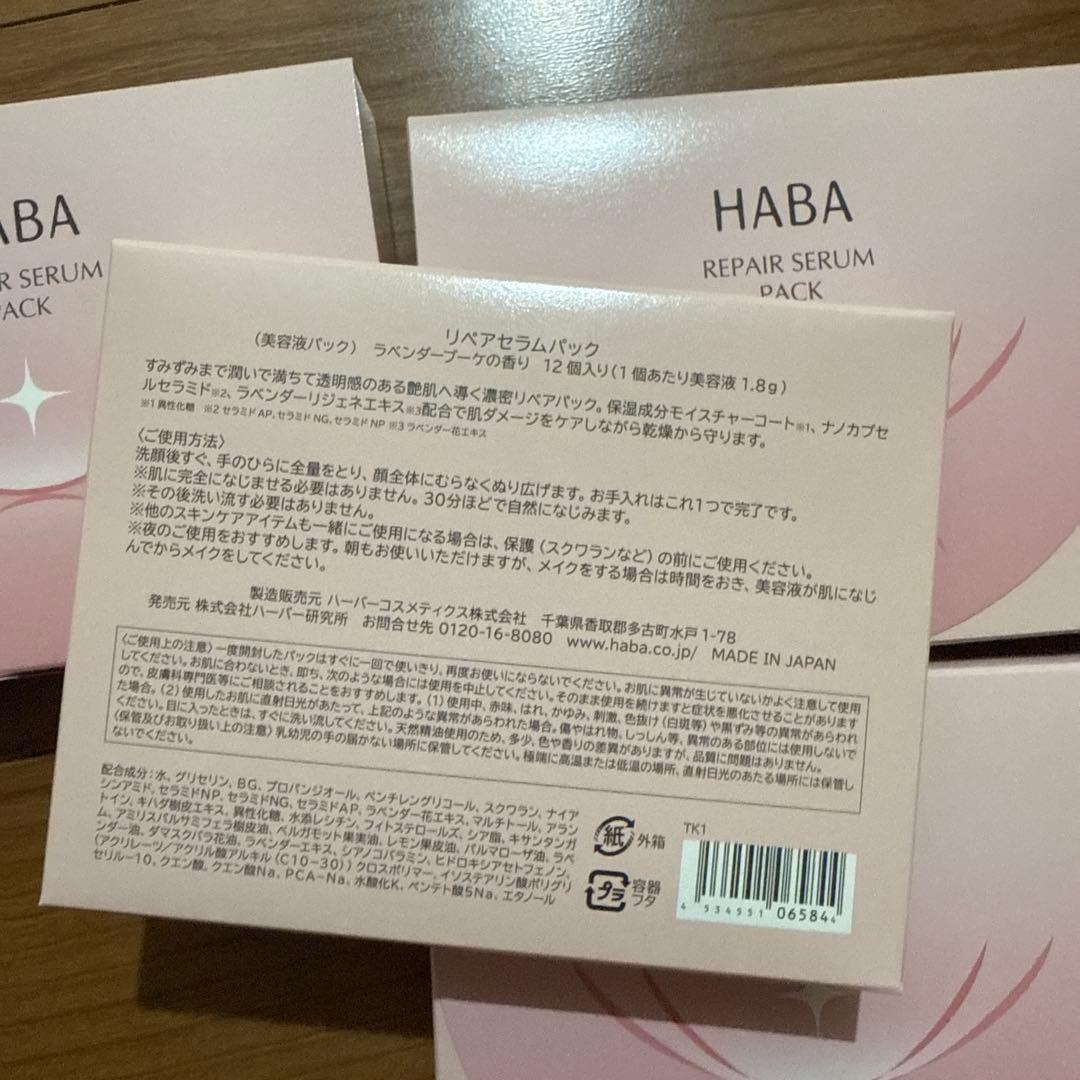 ABA
R SERUM
PACK
HABA
REPAIR SERUM
PACK
リペアセラムパック
（美容液パック） ラベンダーブーケの香り 12個入り（1個あたり美容液1.8g）
すみずみまで潤いで満ちて透明感のある艶肌へ導く濃密リペアパック。保湿成分モイスチャーコート※1、ナノカプセ
ルセラミド※2、ラベンダーリジェネエキス※3配合で肌ダメージをケアしながら乾燥から守ります。
※1 異性化糖 ※2 セラミドAP、セラミドNG、セラミドNP ※3 ラベンダー花エキス
〈ご使用方法〉
洗顔後すぐ、手のひらに全量をとり、顔全体にむらなくぬり広げます。お手入れはこれ1つで完了です。
※肌に完全になじませる必要はありません。30分ほどで自然になじみます。
※その後洗い流す必要はありません。
※他のスキンケアアイテムも一緒にご使用になる場合は、保護（スクワランなど）の前にご使用ください。
※夜のご使用をおすすめします。朝もお使いいただけますが、メイクをする場合は時間をおき、美容液が肌になじ
んでからメイクをしてください。
製造販売元 ハーバーコスメティクス株式会社 千葉県香取郡多古町水戸1-78
発売元 株式会社ハーバー研究所 お問合せ先 0120-16-8080 www.haba.co.jp/ MADE IN JAPAN
〈ご使用上の注意〉一度開封したパックはすぐに一回で使いきり、再度お使いにならないでください。お肌に異常が生じていないかよく注意して使用
してください。お肌に合わないとき、即ち、次のような場合には使用を中止してください。そのまま使用を続けますと症状を悪化させることがあります
ので、皮膚科専門医等にご相談されることをおすすめします。（1）使用中、赤味、はれ、かゆみ、刺激、色抜け（白斑等）や黒ずみ等の異常があらわれ
た場合。（2）使用したお肌に直射日光があたって、上記のような異常があらわれた場合。傷やはれ物、しっしん等、異常のある部位には使用しないで
ください。目に入ったときは、すぐに洗い流してください。天然精油使用のため、多少、色や香りの差異がありますが、品質に問題はありません。
〈保管及びお取り扱い上の注意〉乳幼児の手の届かない場所に保管してください。極端に高温または低温の場所、直射日光のあたる場所には保管し
ないでください。
配合成分：水、グリセリン、BG、プロパンジオール、ペンチレングリコール、スクワラン、ナイア
シンアミド、セラミドNP、セラミドNG、セラミドAP、ラベンダー花エキス、マルチトール、アラン
トイン、キハダ樹皮エキス、異性化糖、水添レシチン、フィトステロールズ、シア脂、キサンタンガ
ム、アミリスバルサミフェラ樹皮油、ベルガモット果実油、レモン果皮油、パルマローザ油、ラベ
ンダー油、ダマスクバラ花油、ラベンダーエキス、シアノコバラミン、ヒドロキシアセトフェノン、
（アクリレーツ／アクリル酸アルキル（C10-30））クロスポリマー、イソステアリン酸ポリグリ
セリル-10、クエン酸、クエン酸Na、PCA-Na、水酸化K、ペンテト酸5Na、エタノール
紙 外箱
プラ 容器
フタ
TK1
4 534551 065844